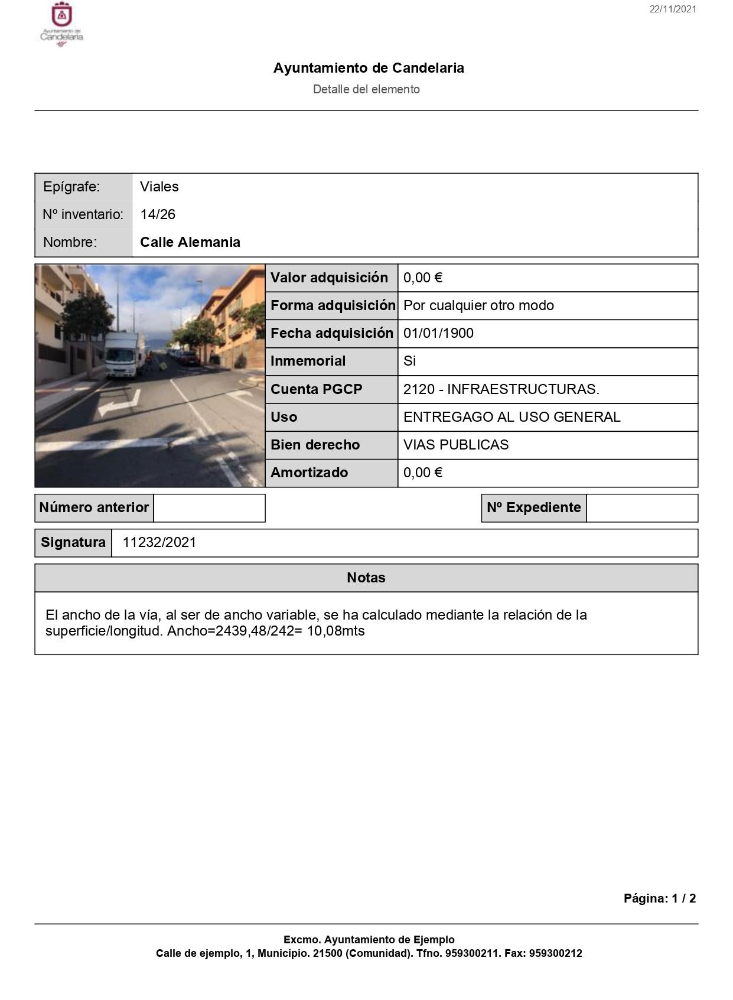 22/11/2021
Ayuntamiento de
Candelaria
Ayuntamiento de Candelaria
Detalle del elemento
Epígrafe: Viales
Nº inventario: 14/26
Nombre: Calle Alemania
Valor adquisición 0,00 €
Forma adquisición Por cualquier otro modo
Fecha adquisición 01/01/1900
Inmemorial Si
Cuenta PGCP 2120 - INFRAESTRUCTURAS.
Uso ENTREGAGO AL USO GENERAL
Bien derecho VIAS PUBLICAS
Amortizado 0,00 €
Número anterior Nº Expediente
Signatura 11232/2021
Notas
El ancho de la vía, al ser de ancho variable, se ha calculado mediante la relación de la
superficie/longitud. Ancho=2439,48/242= 10,08mts
Página: 1 / 2
Excmo. Ayuntamiento de Ejemplo
Calle de ejemplo, 1, Municipio. 21500 (Comunidad). Tfno. 959300211. Fax: 959300212